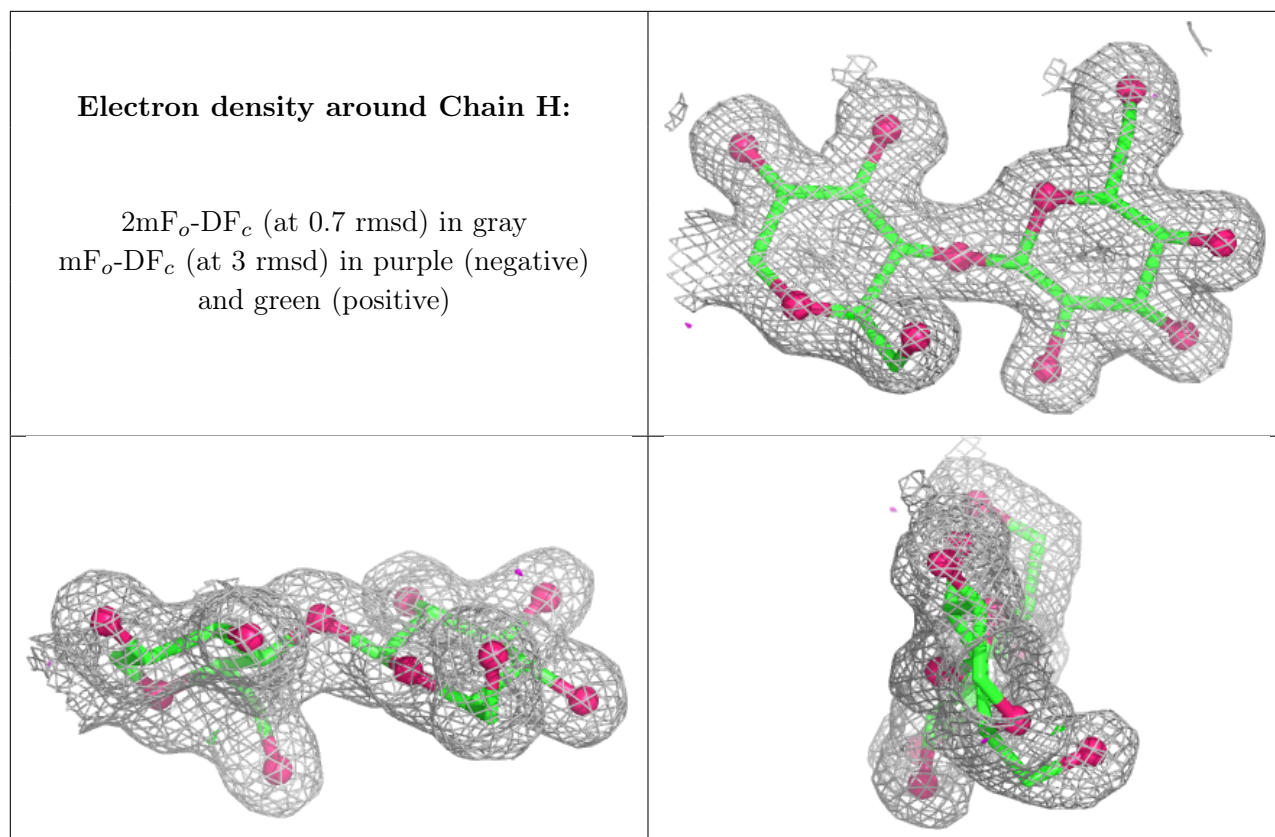 Electron density around Chain H:
2mFₒ-DF𝒸 (at 0.7 rmsd) in gray
mFₒ-DF𝒸 (at 3 rmsd) in purple (negative)
and green (positive)